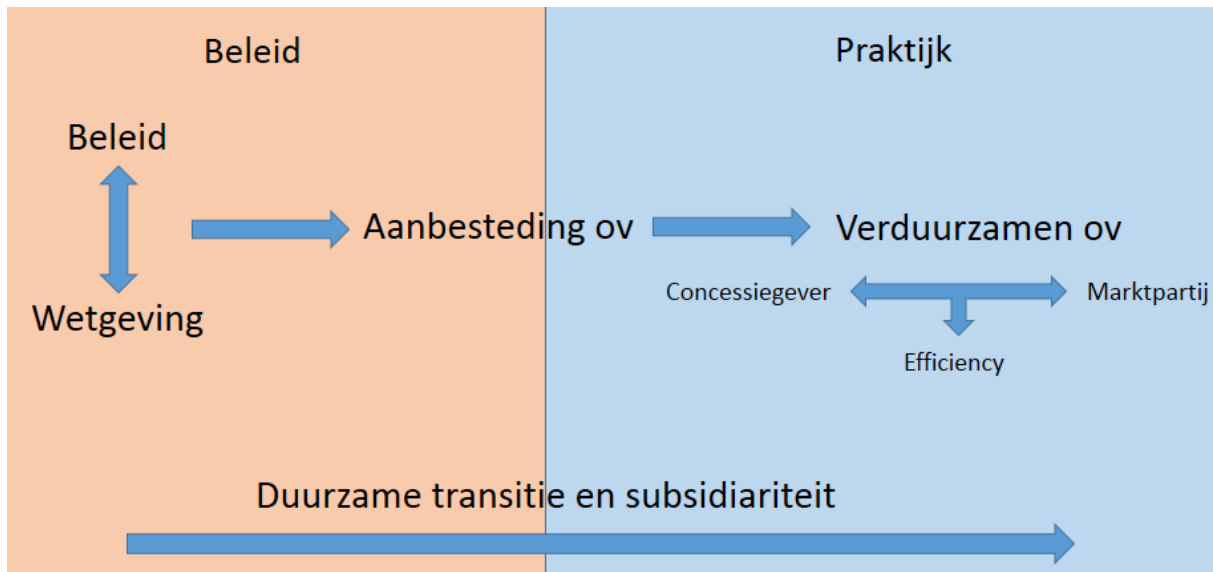 Beleid
Praktijk
Beleid
Aanbesteding ov
Verduurzamen ov
Wetgeving
Concessiegever
Marktpartij
Efficiency
Duurzame transitie en subsidiariteit